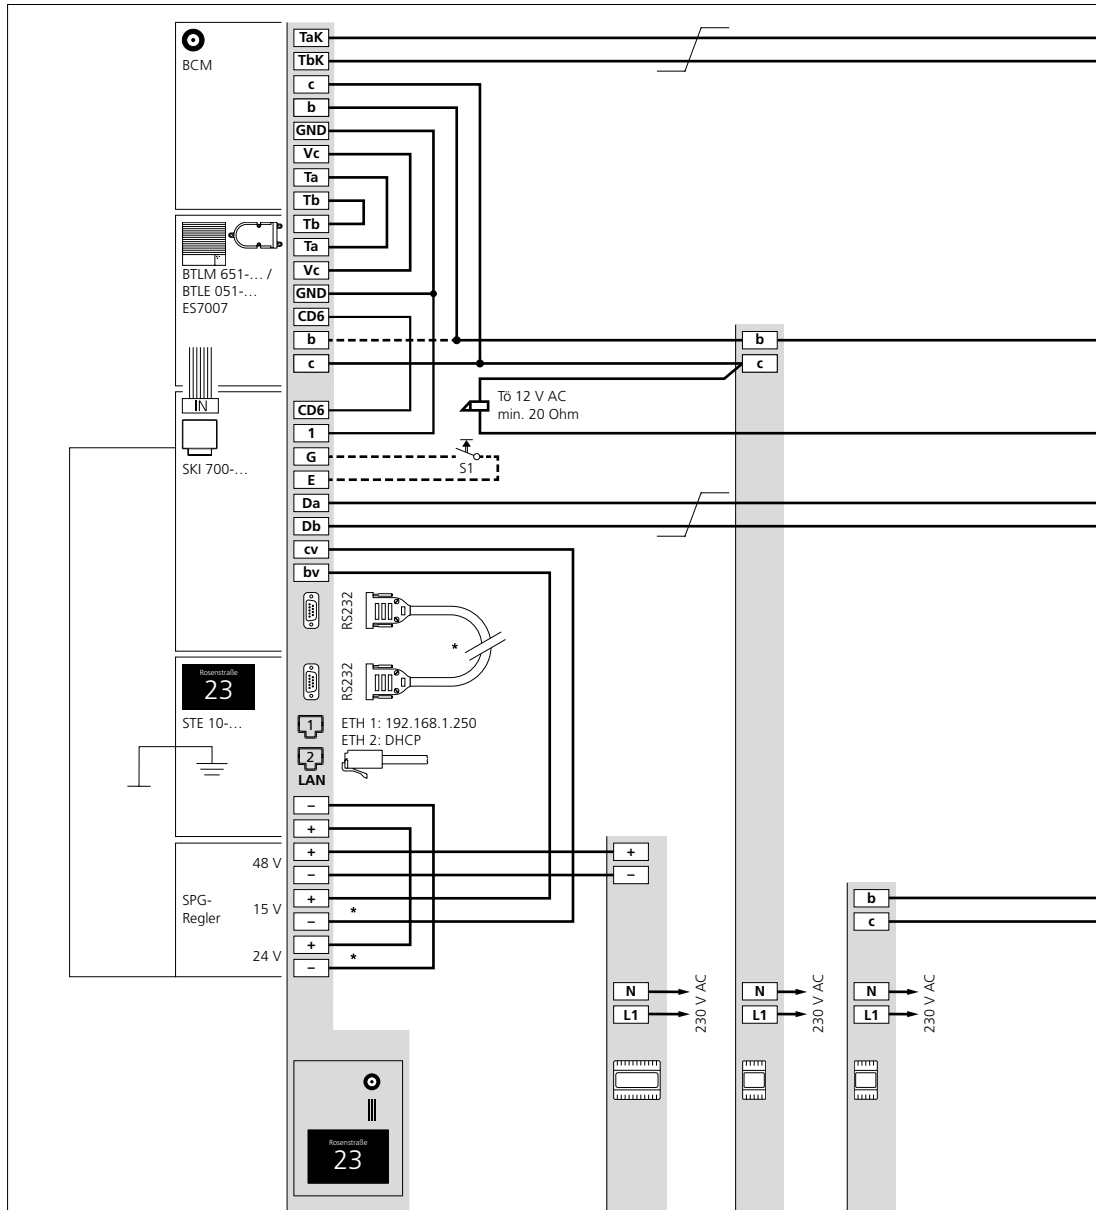 BCM
TaK
TbK
c
b
GND
Vc
Ta
Tb
Tb
Ta
Vc
GND
CD6
b
c
BTLM 651-… /
BTLE 051-…
ES7007
b
c
Tö 12 V AC
min. 20 Ohm
IN
SKI 700-…
CD6
1
G
E
S1
Da
Db
cv
bv
RS232
*
RS232
Rosenstraße
23
STE 10-…
1
ETH 1: 192.168.1.250
ETH 2: DHCP
2
LAN
–
+
+
48 V
–
SPG-
Regler
+
15 V
*
–
+
24 V
*
–
+
–
b
c
N
L1
230 V AC
N
L1
230 V AC
N
L1
230 V AC
Rosenstraße
23